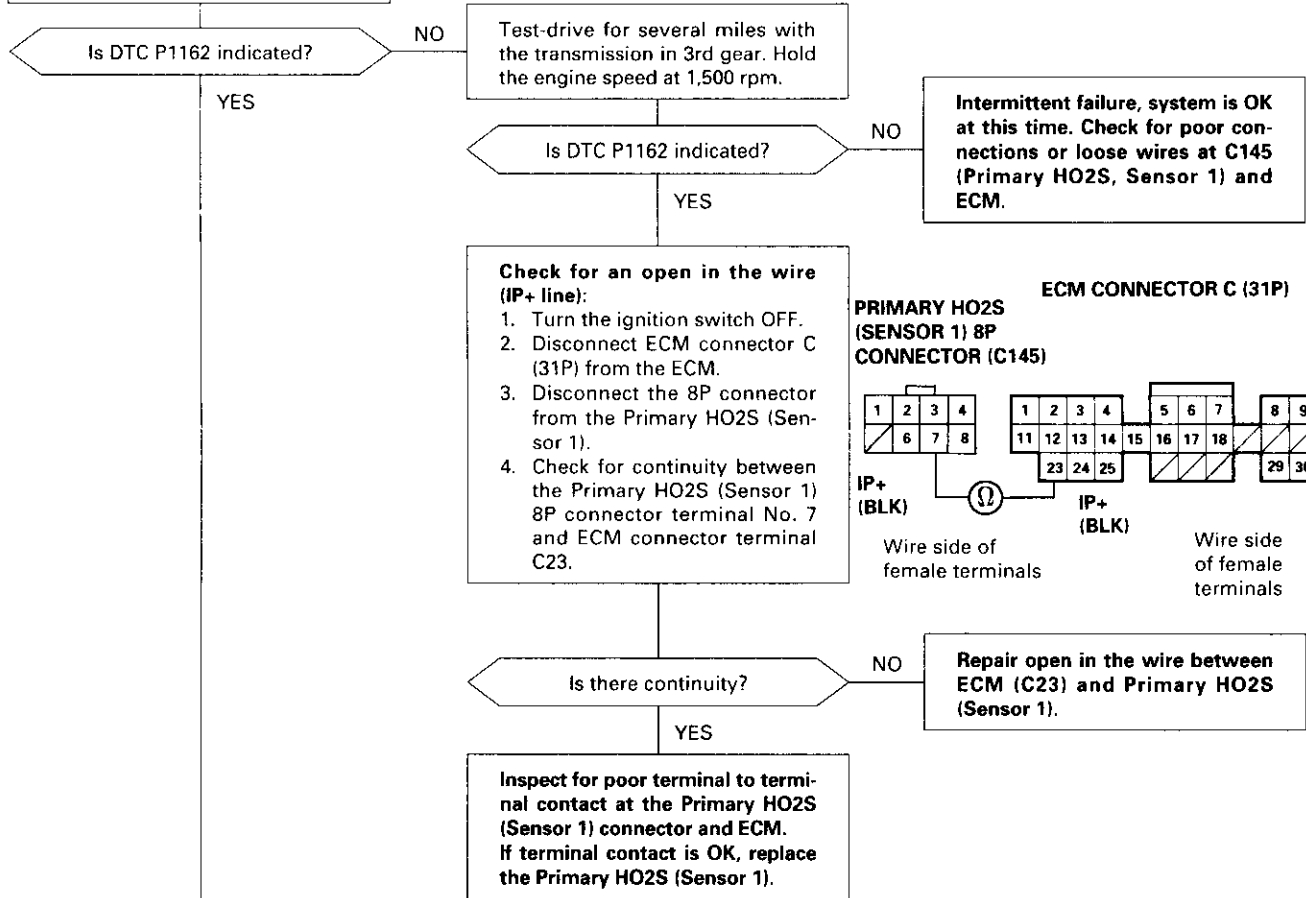 Is DTC P1162 indicated?
NO
YES
Test-drive for several miles with
the transmission in 3rd gear. Hold
the engine speed at 1,500 rpm.
Is DTC P1162 indicated?
NO
YES
Intermittent failure, system is OK
at this time. Check for poor con-
nections or loose wires at C145
(Primary HO2S, Sensor 1) and
ECM.
Check for an open in the wire
(IP+ line):
1. Turn the ignition switch OFF.
2. Disconnect ECM connector C
(31P) from the ECM.
3. Disconnect the 8P connector
from the Primary HO2S (Sen-
sor 1).
4. Check for continuity between
the Primary HO2S (Sensor 1)
8P connector terminal No. 7
and ECM connector terminal
C23.
PRIMARY HO2S
(SENSOR 1) 8P
CONNECTOR (C145)
1 2 3 4
6 7 8
IP+
(BLK)
Ω
Wire side of
female terminals
ECM CONNECTOR C (31P)
1 2 3 4 5 6 7 8 9
11 12 13 14 15 16 17 18
23 24 25 29 30
IP+
(BLK)
Wire side
of female
terminals
Is there continuity?
NO
YES
Repair open in the wire between
ECM (C23) and Primary HO2S
(Sensor 1).
Inspect for poor terminal to termi-
nal contact at the Primary HO2S
(Sensor 1) connector and ECM.
If terminal contact is OK, replace
the Primary HO2S (Sensor 1).